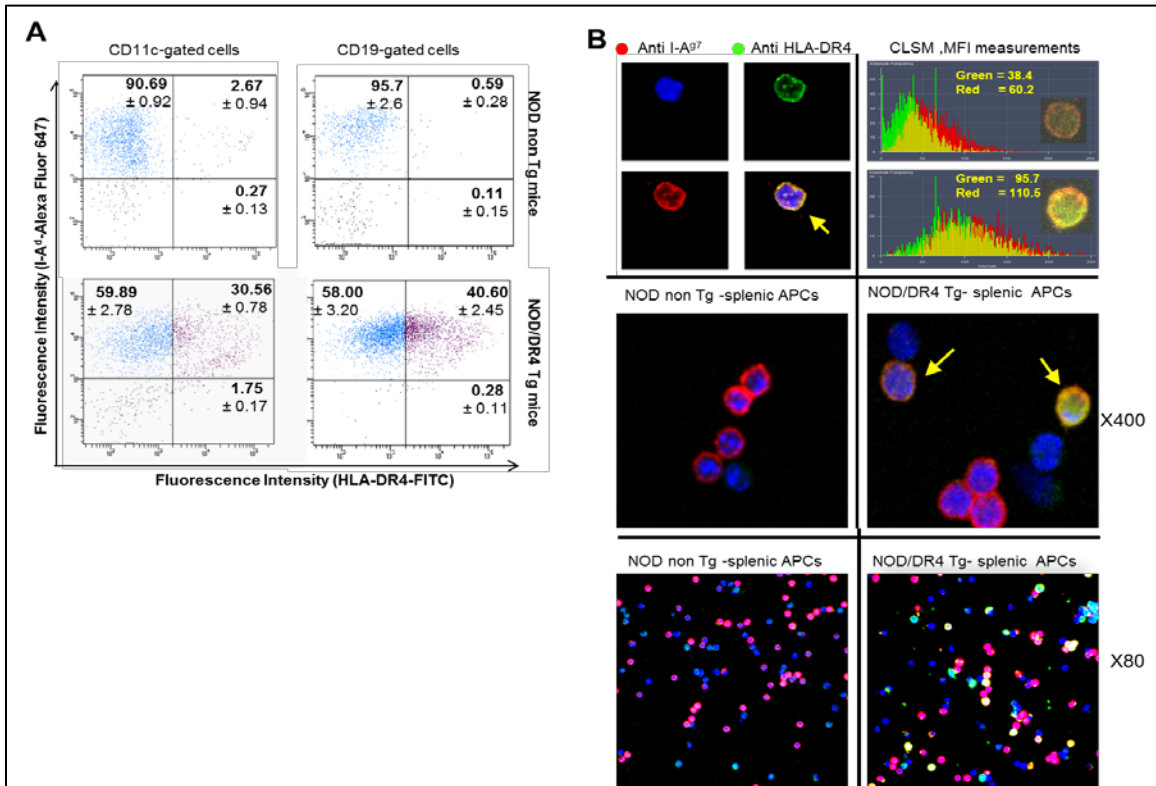 A
CD11c-gated cells
CD19-gated cells
Fluorescence Intensity (I-Aᵈ-Alexa Fluor 647)
90.69
± 0.92
2.67
± 0.94
0.27
± 0.13
95.7
± 2.6
0.59
± 0.28
0.11
± 0.15
NOD non Tg mice
59.89
± 2.78
30.56
± 0.78
1.75
± 0.17
58.00
± 3.20
40.60
± 2.45
0.28
± 0.11
NOD/DR4 Tg mice
Fluorescence Intensity (HLA-DR4-FITC)
B
Anti I-Aᵍ⁷
Anti HLA-DR4
CLSM ,MFI measurements
Green = 38.4
Red = 60.2
Green = 95.7
Red = 110.5
NOD non Tg -splenic APCs
NOD/DR4 Tg- splenic APCs
X400
NOD non Tg -splenic APCs
NOD/DR4 Tg- splenic APCs
X80